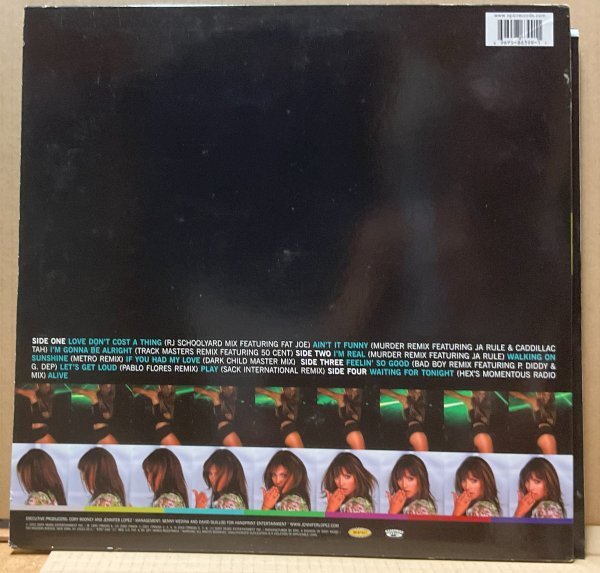 www.epicrecords.com
SIDE ONE LOVE DON'T COST A THING (RJ SCHOOLYARD MIX FEATURING FAT JOE) AIN'T IT FUNNY (MURDER REMIX FEATURING JA RULE & CADDILLAC
TAH) I'M GONNA BE ALRIGHT (TRACK MASTERS REMIX FEATURING 50 CENT) SIDE TWO I'M REAL (MURDER REMIX FEATURING JA RULE) WALKING ON
SUNSHINE (METRO REMIX) IF YOU HAD MY LOVE (DARK CHILD MASTER MIX) SIDE THREE FEELIN' SO GOOD (BAD BOY REMIX FEATURING P. DIDDY &
G. DEP) LET'S GET LOUD (PABLO FLORES REMIX) PLAY (SACK INTERNATIONAL REMIX) SIDE FOUR WAITING FOR TONIGHT (HEX'S MOMENTOUS RADIO
MIX) ALIVE
EXECUTIVE PRODUCERS: CORY ROONEY AND JENNIFER LOPEZ * MANAGEMENT: BENNY MEDINA AND DAVID GUILLOD FOR HANDPRINT ENTERTAINMENT * WWW.JENNIFERLOPEZ.COM